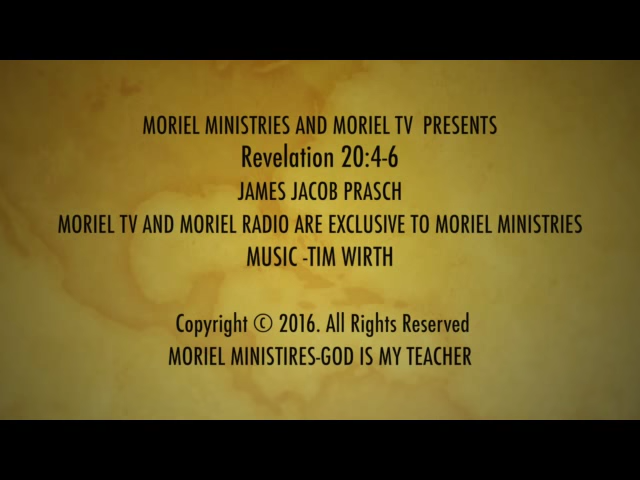 MORIEL MINISTRIES AND MORIEL TV PRESENTS
Revelation 20:4-6
JAMES JACOB PRASCH
MORIEL TV AND MORIEL RADIO ARE EXCLUSIVE TO MORIEL MINISTRIES
MUSIC -TIM WIRTH
Copyright © 2016. All Rights Reserved
MORIEL MINISTIRES-GOD IS MY TEACHER